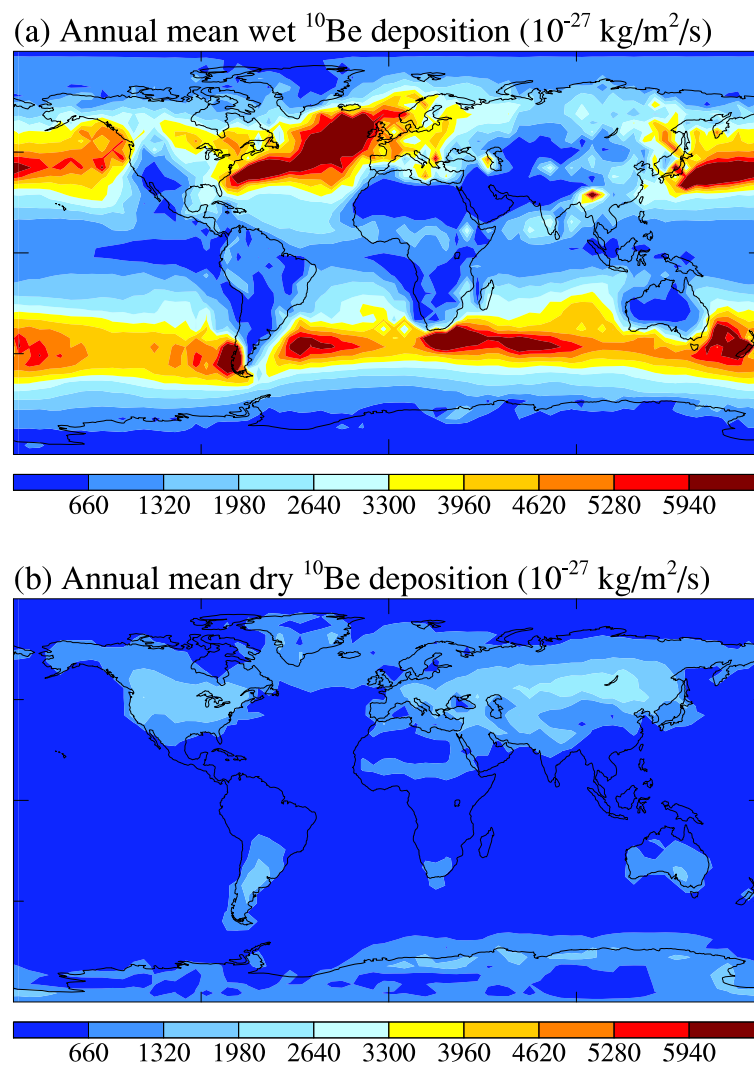 (a) Annual mean wet ¹⁰Be deposition (10⁻²⁷ kg/m²/s)
660 1320 1980 2640 3300 3960 4620 5280 5940
(b) Annual mean dry ¹⁰Be deposition (10⁻²⁷ kg/m²/s)
660 1320 1980 2640 3300 3960 4620 5280 5940